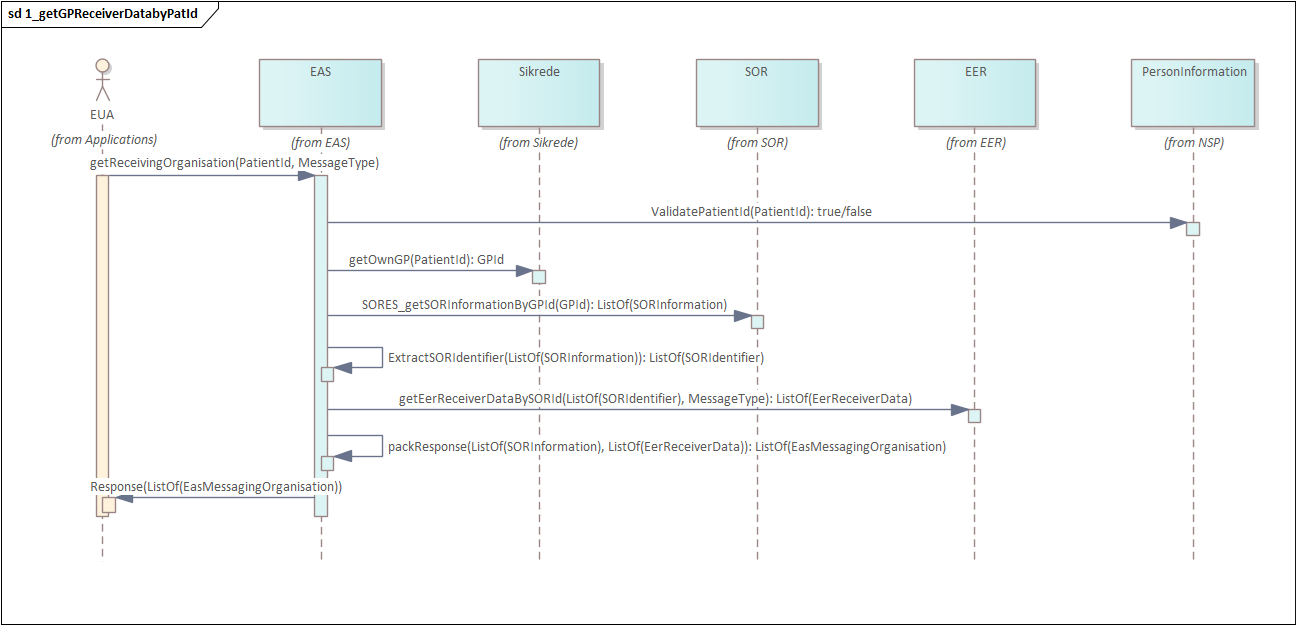 sd 1_getGPReceiverDatabyPatId
EAS
Sikrede
SOR
EER
PersonInformation
EUA
(from Applications)
(from EAS)
(from Sikrede)
(from SOR)
(from EER)
(from NSP)
getReceivingOrganisation(PatientId, MessageType)
ValidatePatientId(PatientId): true/false
getOwnGP(PatientId): GPId
SORES_getSORInformationByGPId(GPId): ListOf(SORInformation)
ExtractSORIdentifier(ListOf(SORInformation)): ListOf(SORIdentifier)
getEerReceiverDataBySORId(ListOf(SORIdentifier), MessageType): ListOf(EerReceiverData)
packResponse(ListOf(SORInformation), ListOf(EerReceiverData)): ListOf(EasMessagingOrganisation)
Response(ListOf(EasMessagingOrganisation))